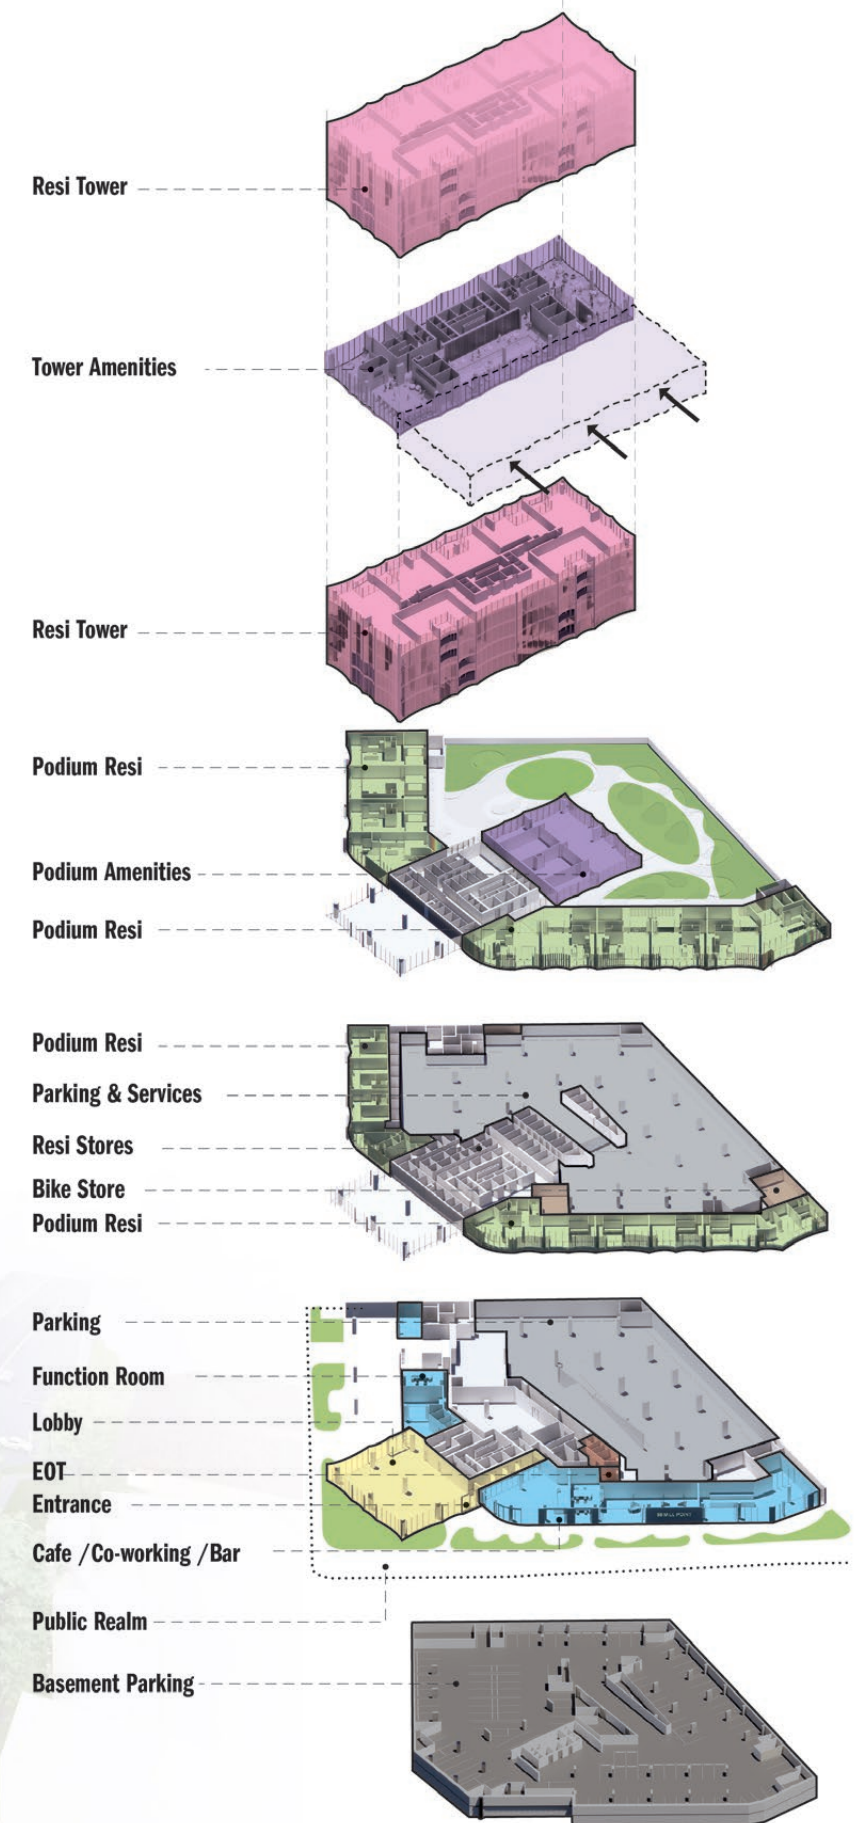 Resi Tower
Tower Amenities
Resi Tower
Podium Resi
Podium Amenities
Podium Resi
Podium Resi
Parking & Services
Resi Stores
Bike Store
Podium Resi
Parking
Function Room
Lobby
EOT
Entrance
Cafe /Co-working /Bar
Public Realm
Basement Parking